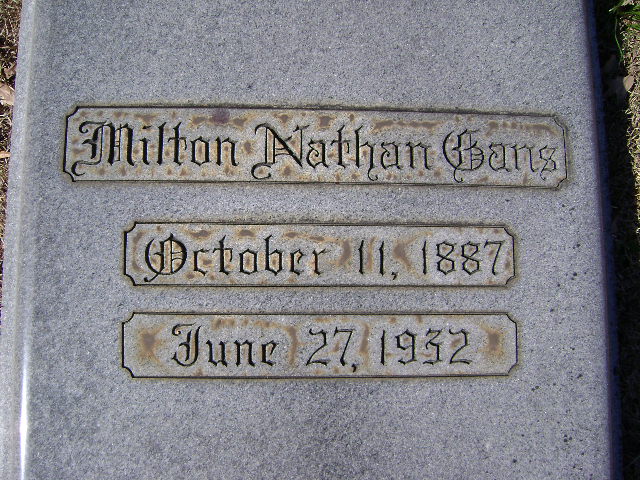 Milton Nathan Gans
October 11, 1887
June 27, 1932